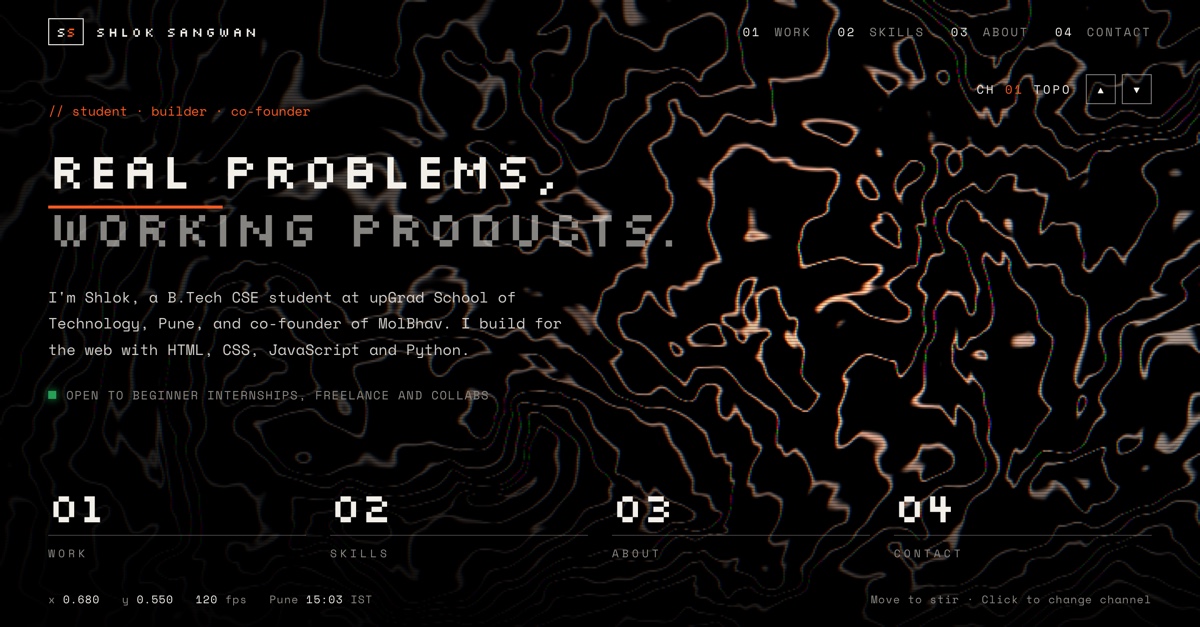 SS SHLOK SANGWAN
01 WORK 02 SKILLS 03 ABOUT 04 CONTACT
CH 01 TOPO ▲ ▼
// student · builder · co-founder
REAL PROBLEMS,
WORKING PRODUCTS.
I'm Shlok, a B.Tech CSE student at upGrad School of
Technology, Pune, and co-founder of MolBhav. I build for
the web with HTML, CSS, JavaScript and Python.
OPEN TO BEGINNER INTERNSHIPS, FREELANCE AND COLLABS
01 02 03 04
WORK SKILLS ABOUT CONTACT
x 0.680 y 0.550 120 fps Pune 15:03 IST
Move to stir · Click to change channel